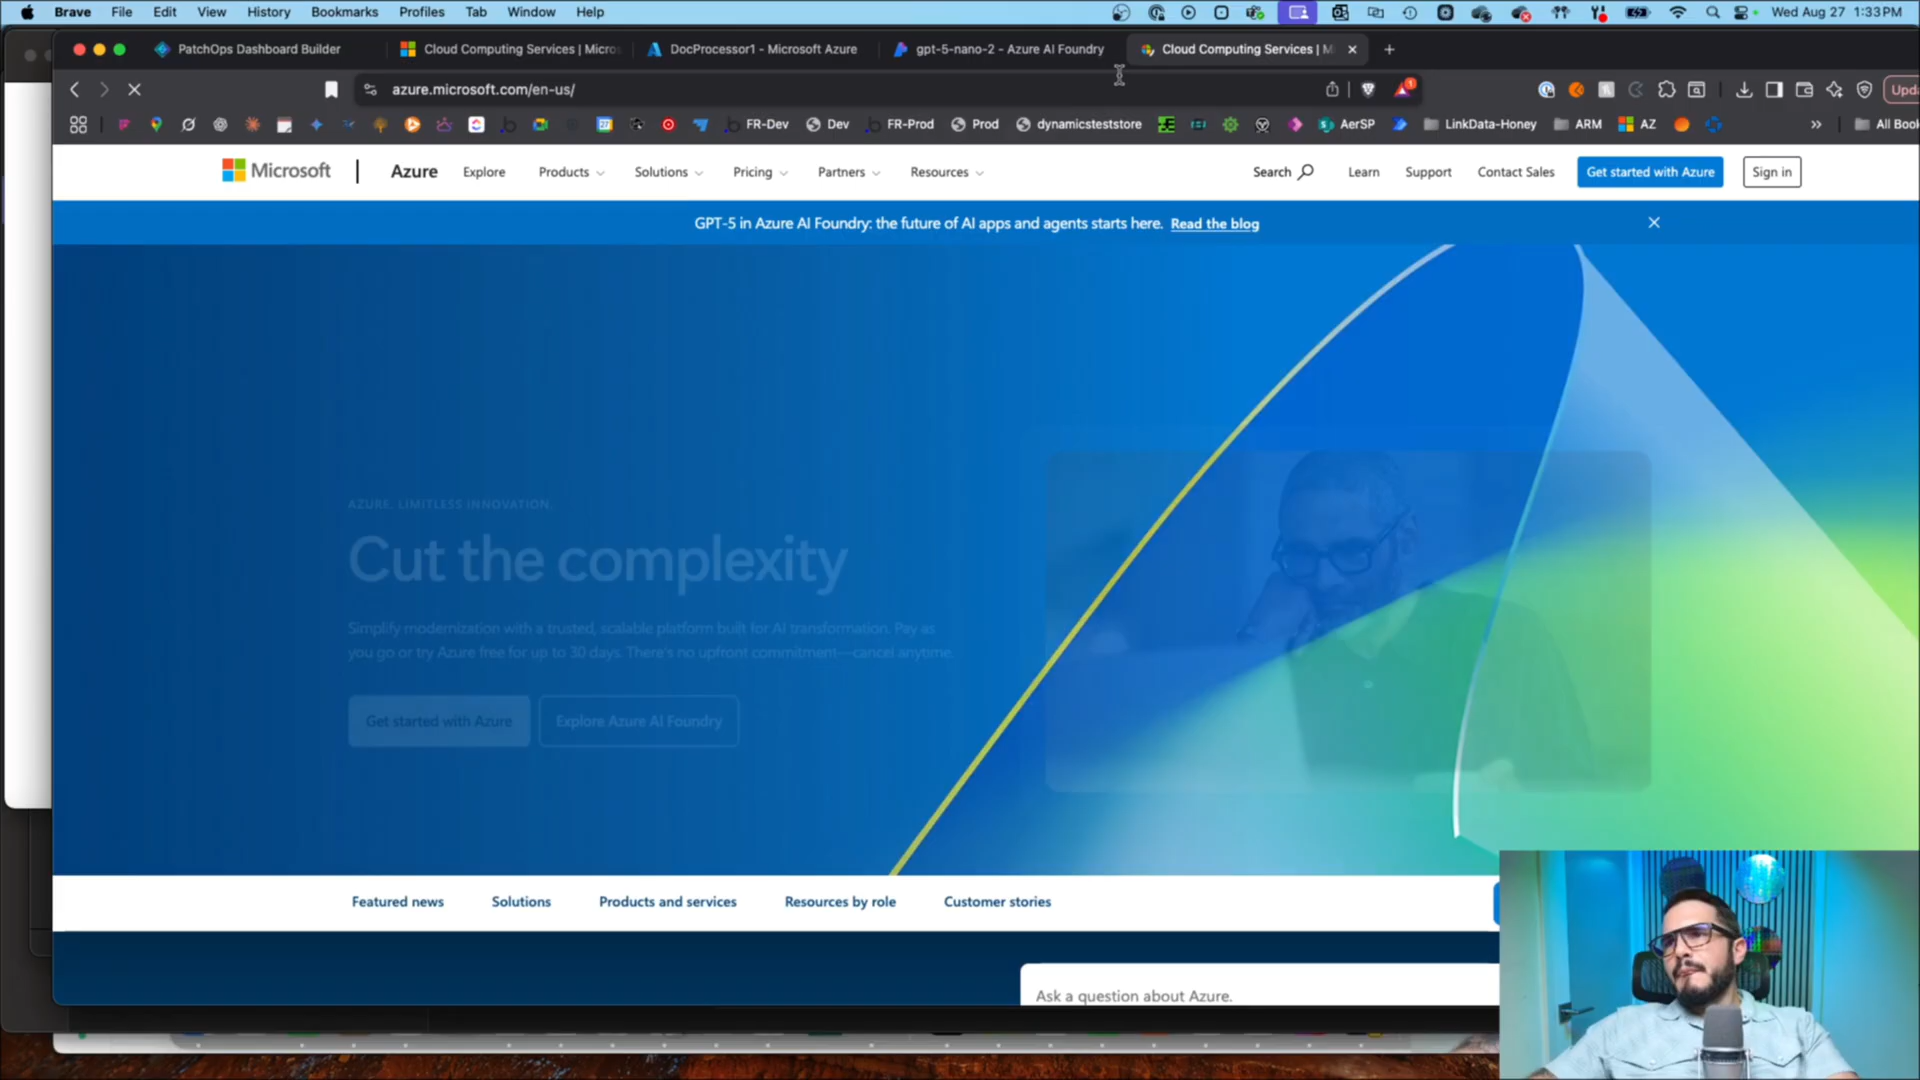 Brave File Edit View History Bookmarks Profiles Tab Window Help Wed Aug 27 1:33 PM
PatchOps Dashboard Builder Cloud Computing Services | Micros DocProcessor1 - Microsoft Azure gpt-5-nano-2 - Azure AI Foundry Cloud Computing Services | M
azure.microsoft.com/en-us/ 1 Upda
FR-Dev Dev FR-Prod Prod dynamicsteststore AerSP LinkData-Honey ARM AZ » All Book
Microsoft | Azure Explore Products Solutions Pricing Partners Resources Search Learn Support Contact Sales Get started with Azure Sign in
GPT-5 in Azure AI Foundry: the future of AI apps and agents starts here. Read the blog
AZURE. LIMITLESS INNOVATION.
Cut the complexity
Simplify modernization with a trusted, scalable platform built for AI transformation. Pay as
you go or try Azure free for up to 30 days. There's no upfront commitment—cancel anytime.
Get started with Azure Explore Azure AI Foundry
Featured news Solutions Products and services Resources by role Customer stories
Ask a question about Azure.